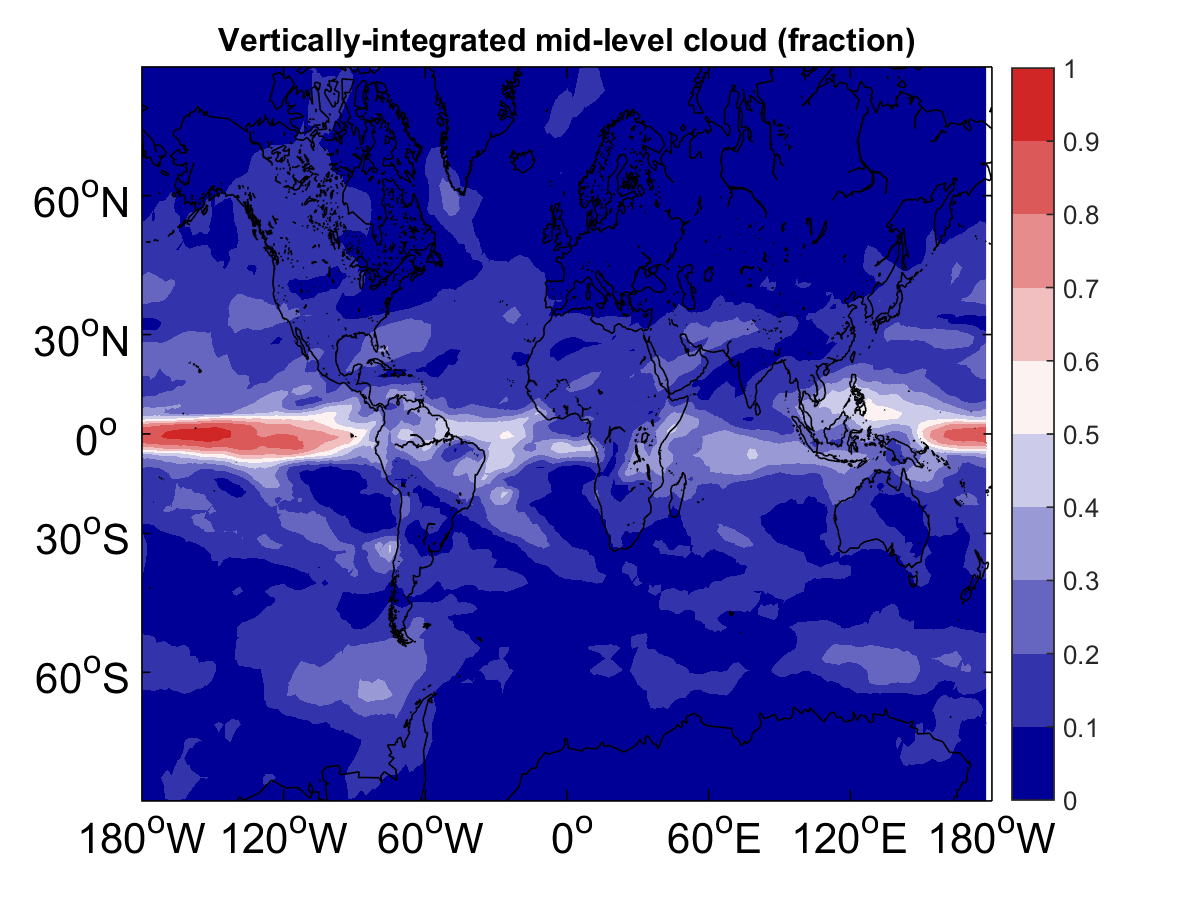 Vertically-integrated mid-level cloud (fraction)
60°N
30°N
0°
30°S
60°S
180°W 120°W 60°W 0° 60°E 120°E 180°W
1
0.9
0.8
0.7
0.6
0.5
0.4
0.3
0.2
0.1
0